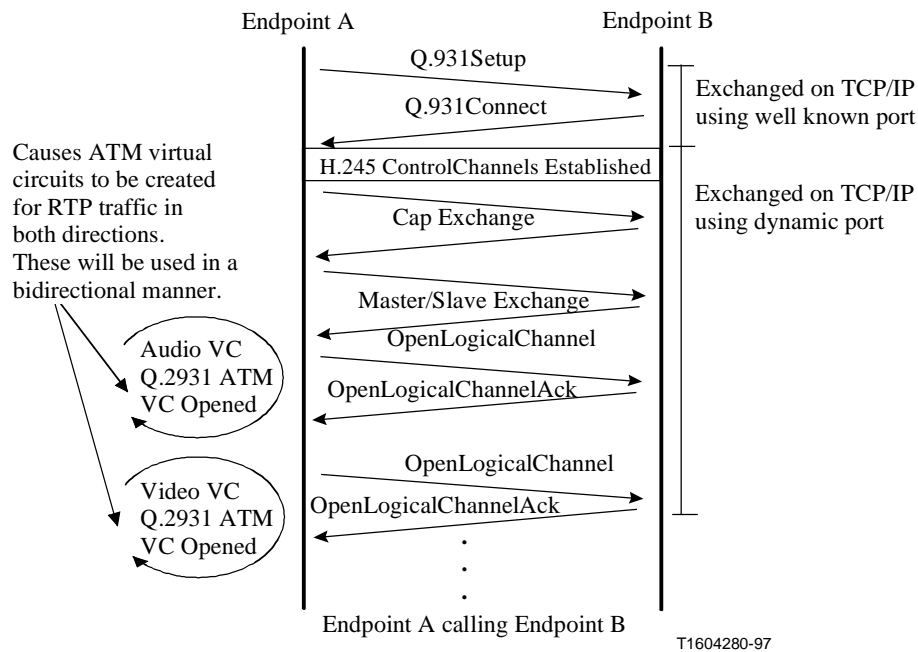 Endpoint A
Endpoint B
Q.931Setup
Exchanged on TCP/IP
using well known port
Q.931Connect
Causes ATM virtual
circuits to be created
for RTP traffic in
both directions.
These will be used in a
bidirectional manner.
H.245 ControlChannels Established
Exchanged on TCP/IP
using dynamic port
Cap Exchange
Master/Slave Exchange
OpenLogicalChannel
Audio VC
Q.2931 ATM
VC Opened
OpenLogicalChannelAck
OpenLogicalChannel
Video VC
Q.2931 ATM
VC Opened
OpenLogicalChannelAck
Endpoint A calling Endpoint B
T1604280-97